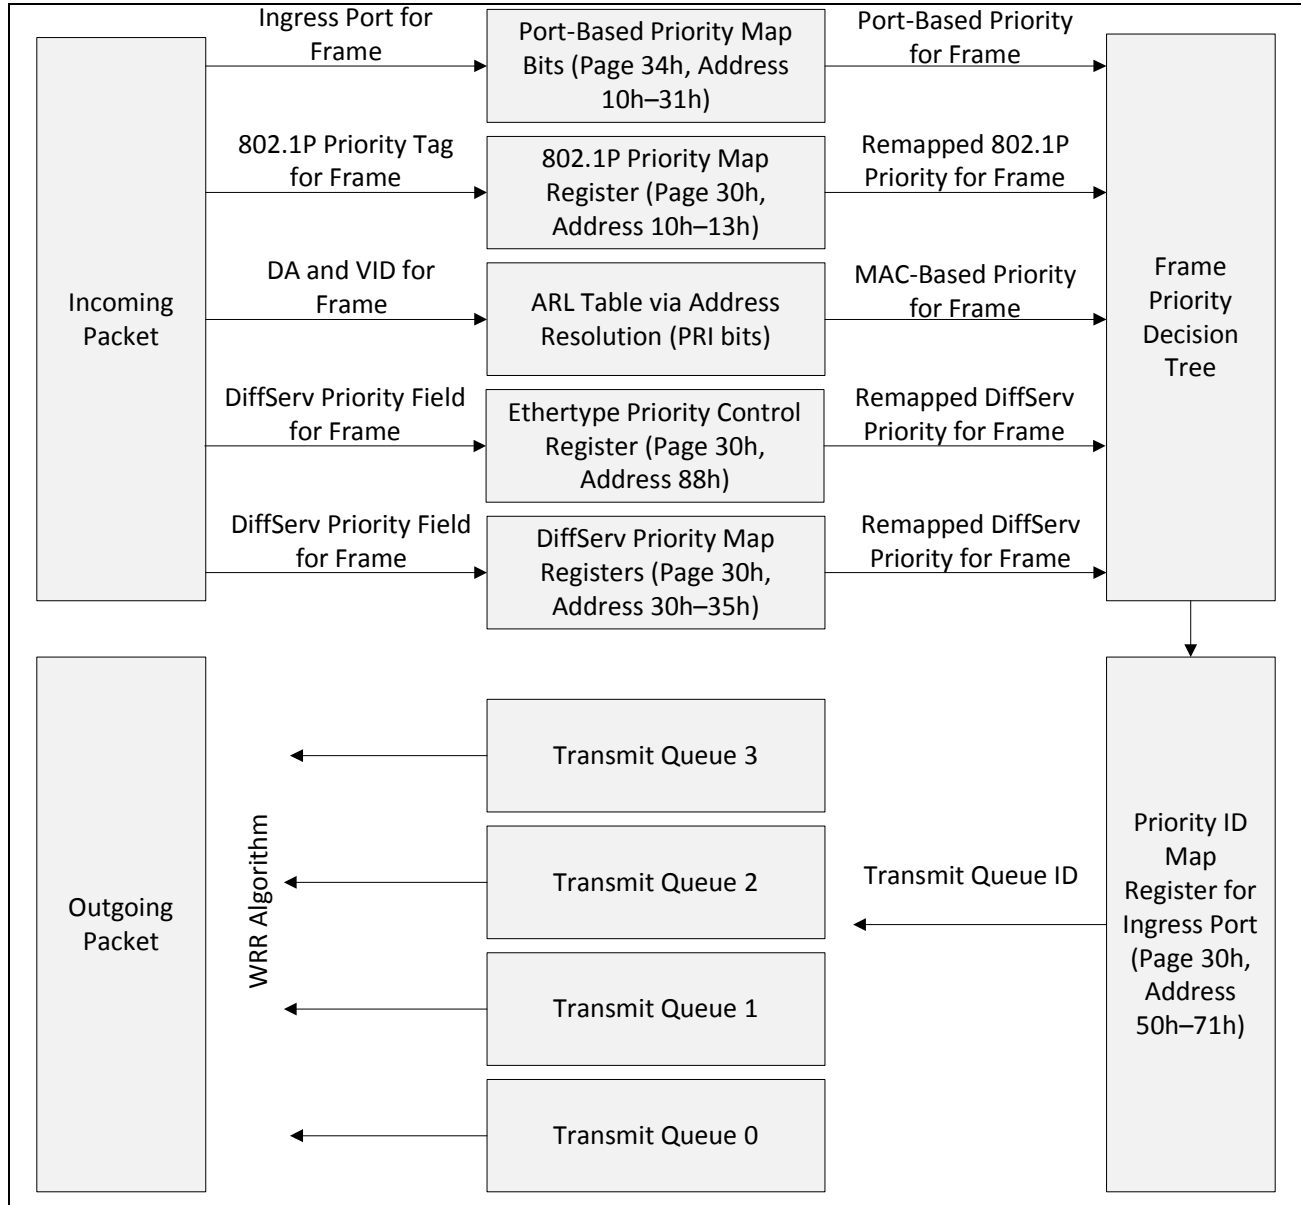 Ingress Port for
Frame
Port-Based Priority Map
Bits (Page 34h, Address
10h–31h)
Port-Based Priority
for Frame
802.1P Priority Tag
for Frame
802.1P Priority Map
Register (Page 30h,
Address 10h–13h)
Remapped 802.1P
Priority for Frame
Incoming
Packet
DA and VID for
Frame
ARL Table via Address
Resolution (PRI bits)
MAC-Based Priority
for Frame
Frame
Priority
Decision
Tree
DiffServ Priority Field
for Frame
Ethertype Priority Control
Register (Page 30h,
Address 88h)
Remapped DiffServ
Priority for Frame
DiffServ Priority Field
for Frame
DiffServ Priority Map
Registers (Page 30h,
Address 30h–35h)
Remapped DiffServ
Priority for Frame
Outgoing
Packet
WRR Algorithm
Transmit Queue 3
Transmit Queue 2
Transmit Queue 1
Transmit Queue 0
Transmit Queue ID
Priority ID
Map
Register for
Ingress Port
(Page 30h,
Address
50h–71h)